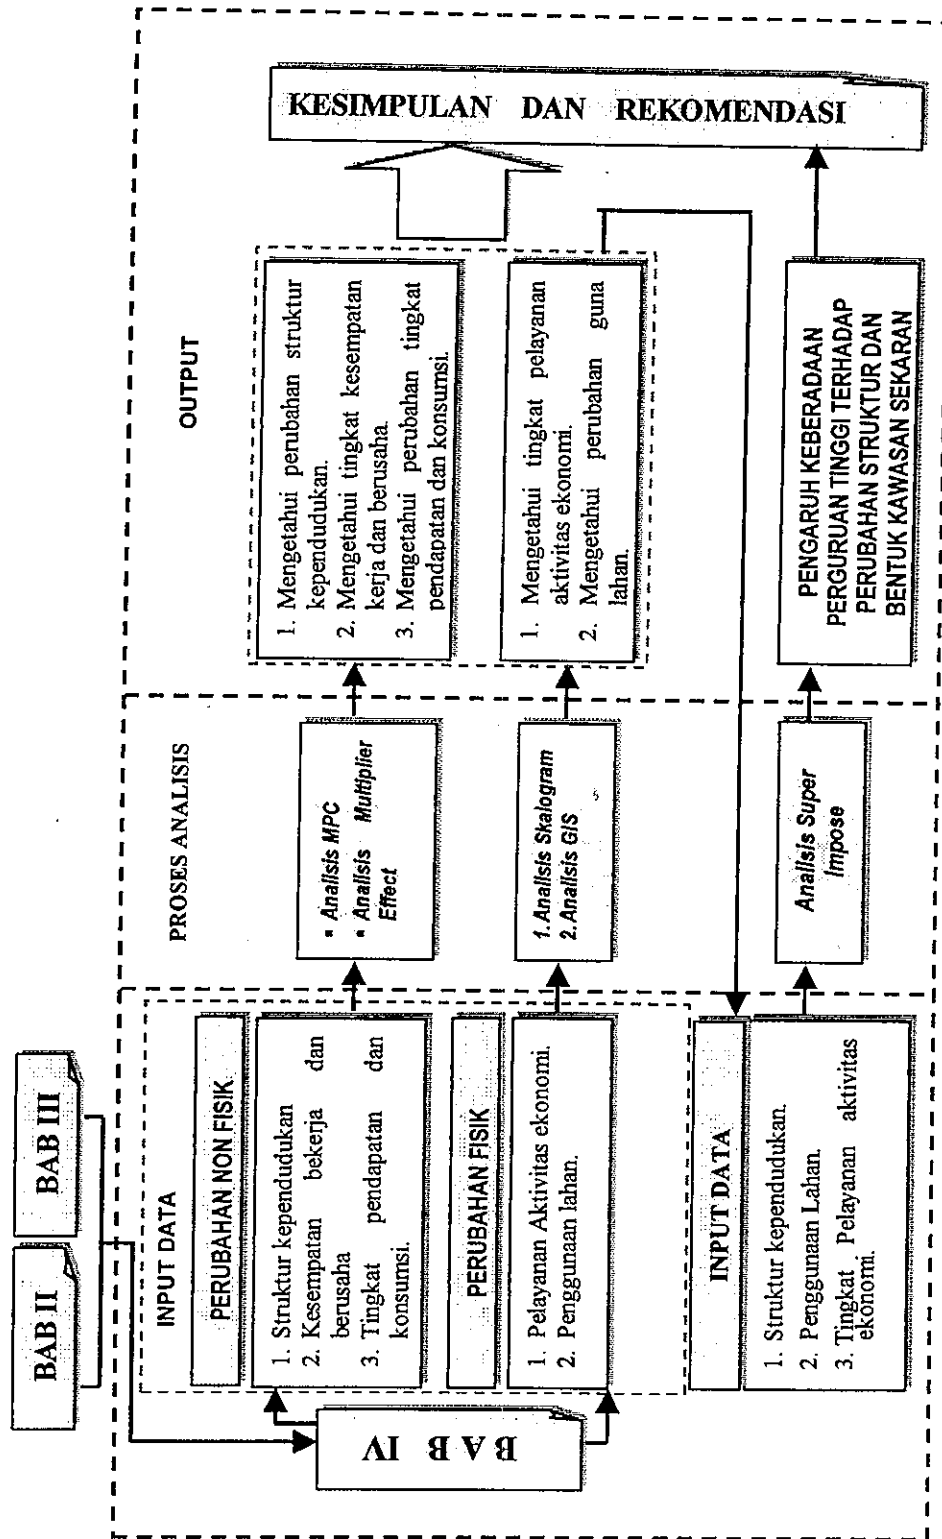 BAB II
BAB III
BAB IV
INPUT DATA
PERUBAHAN NON FISIK
1. Struktur kependudukan
2. Kesempatan bekerja dan
berusaha
3. Tingkat pendapatan dan
konsumsi.
PERUBAHAN FISIK
1. Pelayanan Aktivitas ekonomi.
2. Penggunaan lahan.
INPUT DATA
1. Struktur kependudukan.
2. Penggunaan Lahan.
3. Tingkat Pelayanan aktivitas
ekonomi.
PROSES ANALISIS
▪ Analisis MPC
▪ Analisis Multiplier
Effect
1. Analisis Skalogram
2. Analisis GIS
Analisis Super
Impose
OUTPUT
1. Mengetahui perubahan struktur
kependudukan.
2. Mengetahui tingkat kesempatan
kerja dan berusaha.
3. Mengetahui perubahan tingkat
pendapatan dan konsumsi.
1. Mengetahui tingkat pelayanan
aktivitas ekonomi.
2. Mengetahui perubahan guna
lahan.
PENGARUH KEBERADAAN
PERGURUAN TINGGI TERHADAP
PERUBAHAN STRUKTUR DAN
BENTUK KAWASAN SEKARAN
KESIMPULAN DAN REKOMENDASI